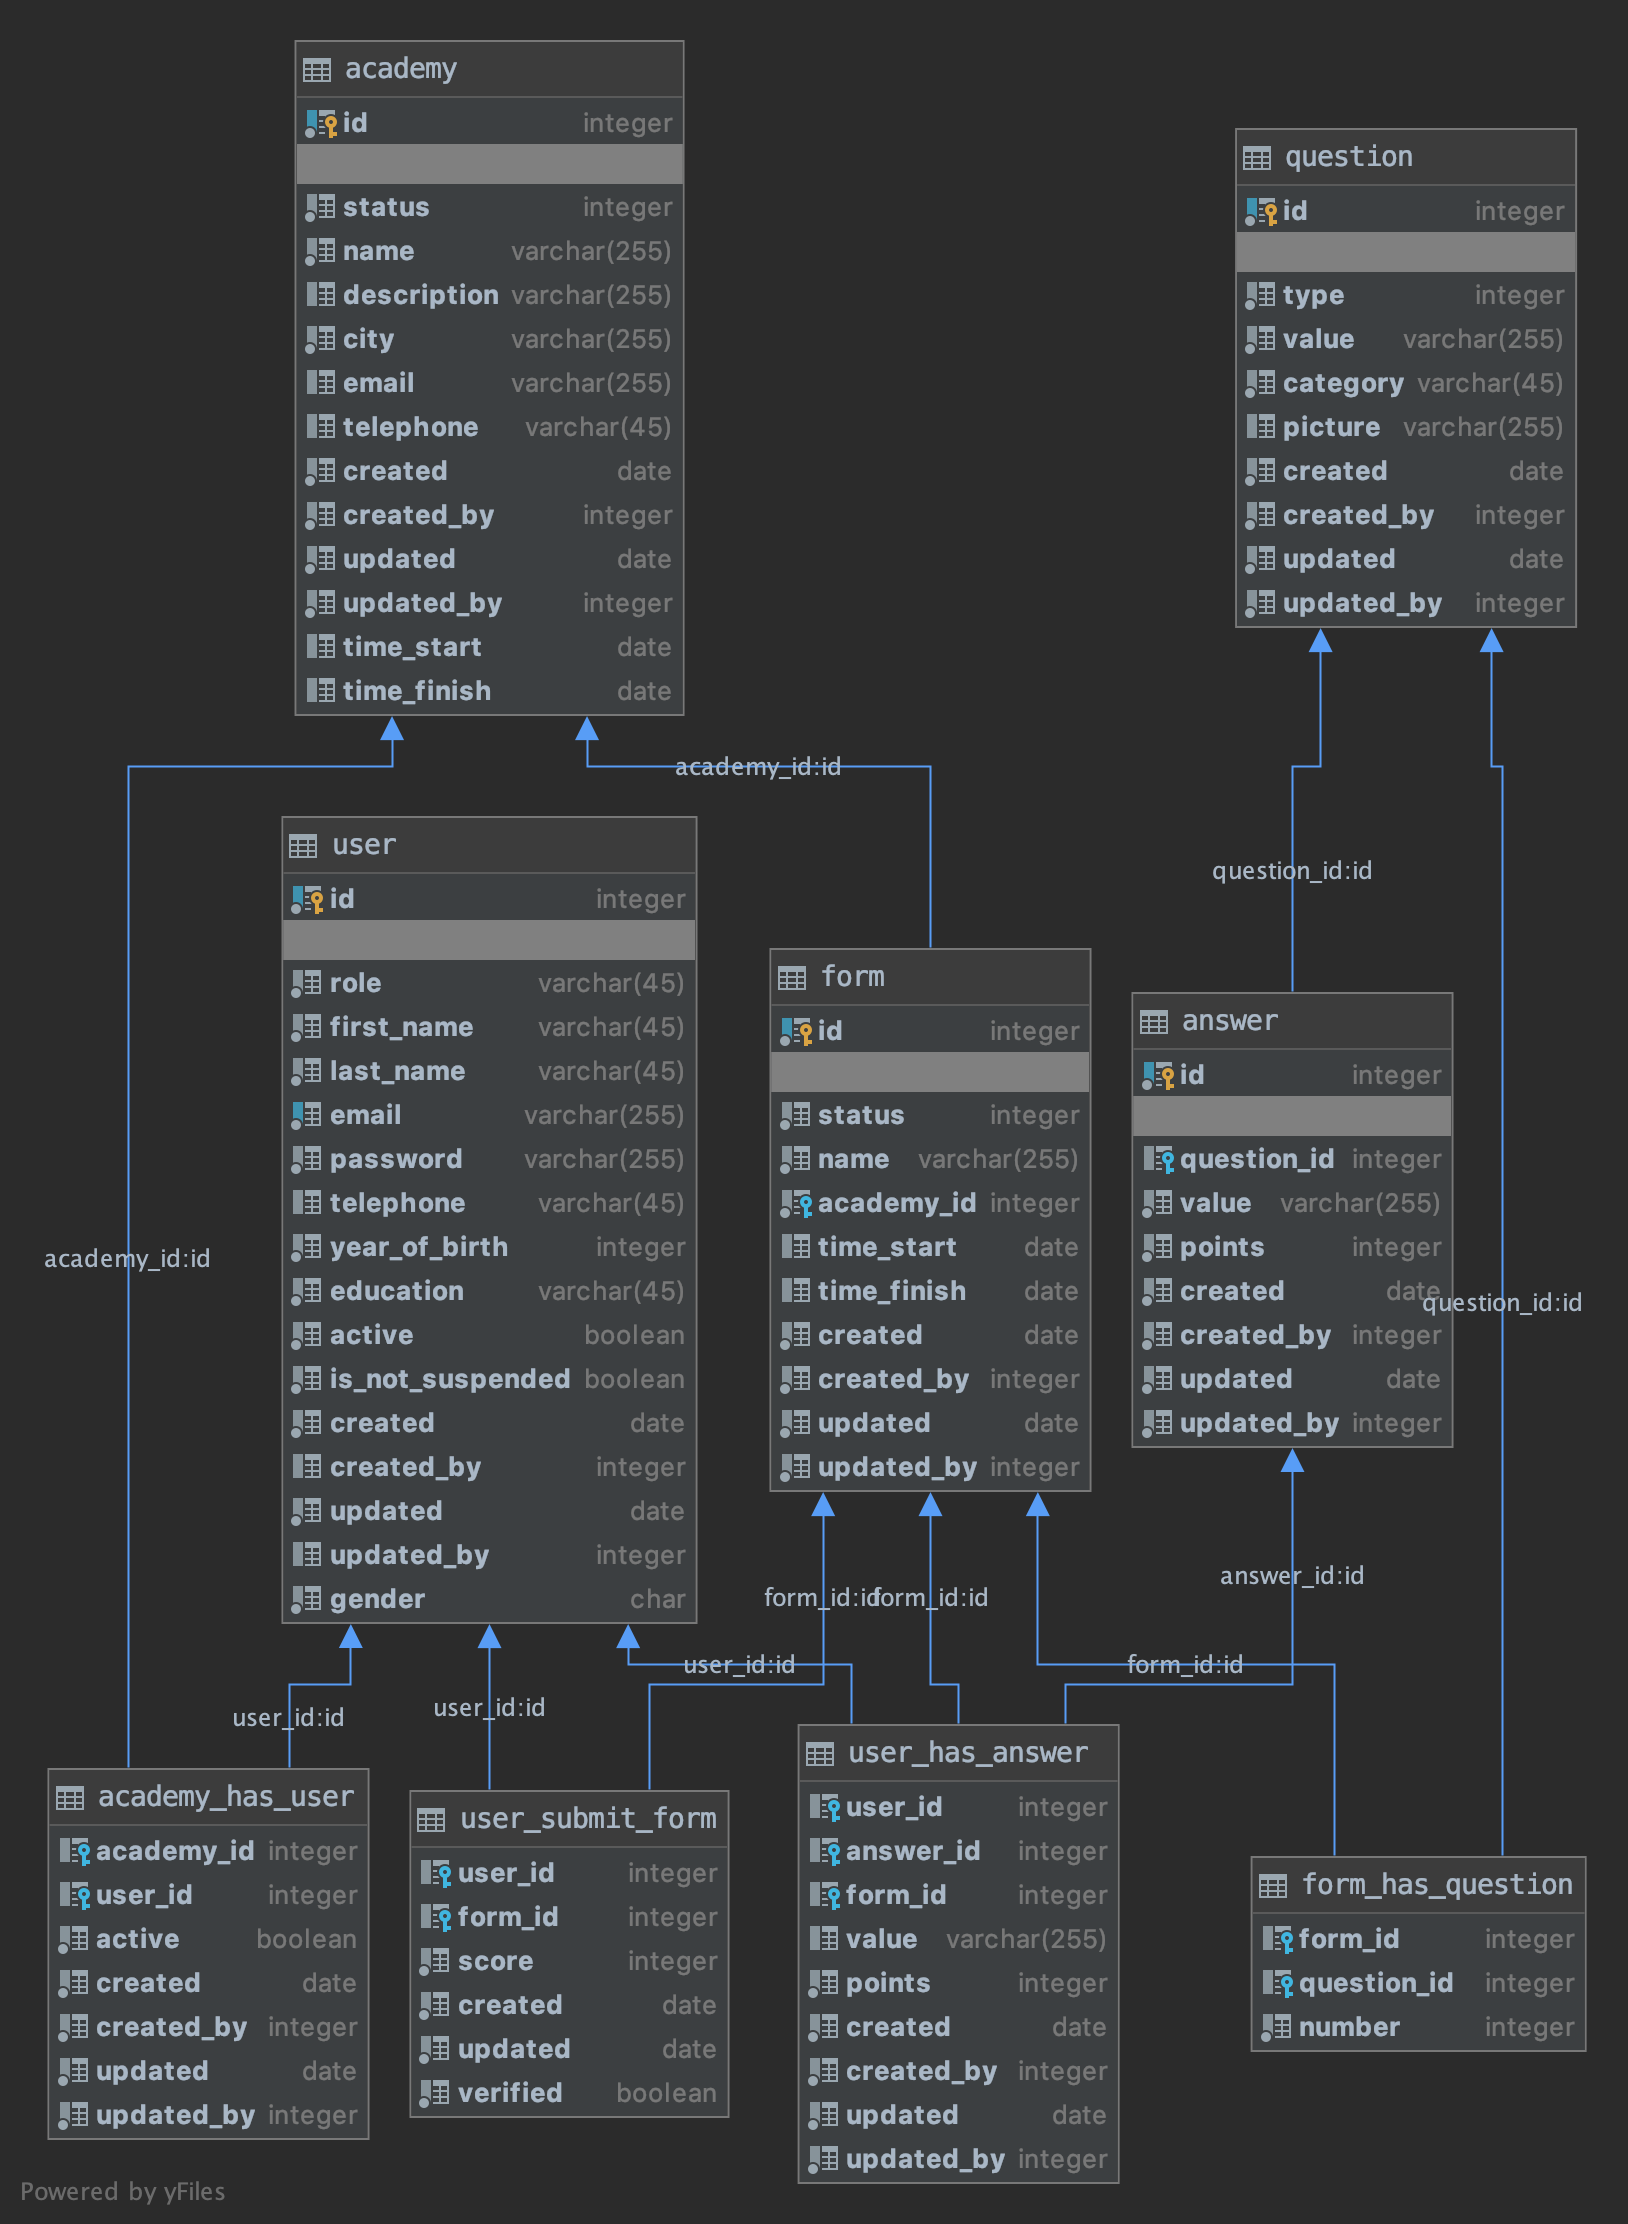 academy
id integer
status integer
name varchar(255)
description varchar(255)
city varchar(255)
email varchar(255)
telephone varchar(45)
created date
created_by integer
updated date
updated_by integer
time_start date
time_finish date
question
id integer
type integer
value varchar(255)
category varchar(45)
picture varchar(255)
created date
created_by integer
updated date
updated_by integer
academy_id:id
question_id:id
user
id integer
role varchar(45)
first_name varchar(45)
last_name varchar(45)
email varchar(255)
password varchar(255)
telephone varchar(45)
year_of_birth integer
education varchar(45)
active boolean
is_not_suspended boolean
created date
created_by integer
updated date
updated_by integer
gender char
form
id integer
status integer
name varchar(255)
academy_id integer
time_start date
time_finish date
created date
created_by integer
updated date
updated_by integer
answer
id integer
question_id integer
value varchar(255)
points integer
created date
created_by integer
updated date
updated_by integer
academy_id:id
question_id:id
answer_id:id
form_id:id
form_id:id
user_id:id
form_id:id
user_id:id
user_id:id
academy_has_user
academy_id integer
user_id integer
active boolean
created date
created_by integer
updated date
updated_by integer
user_submit_form
user_id integer
form_id integer
score integer
created date
updated date
verified boolean
user_has_answer
user_id integer
answer_id integer
form_id integer
value varchar(255)
points integer
created date
created_by integer
updated date
updated_by integer
form_has_question
form_id integer
question_id integer
number integer
Powered by yFiles